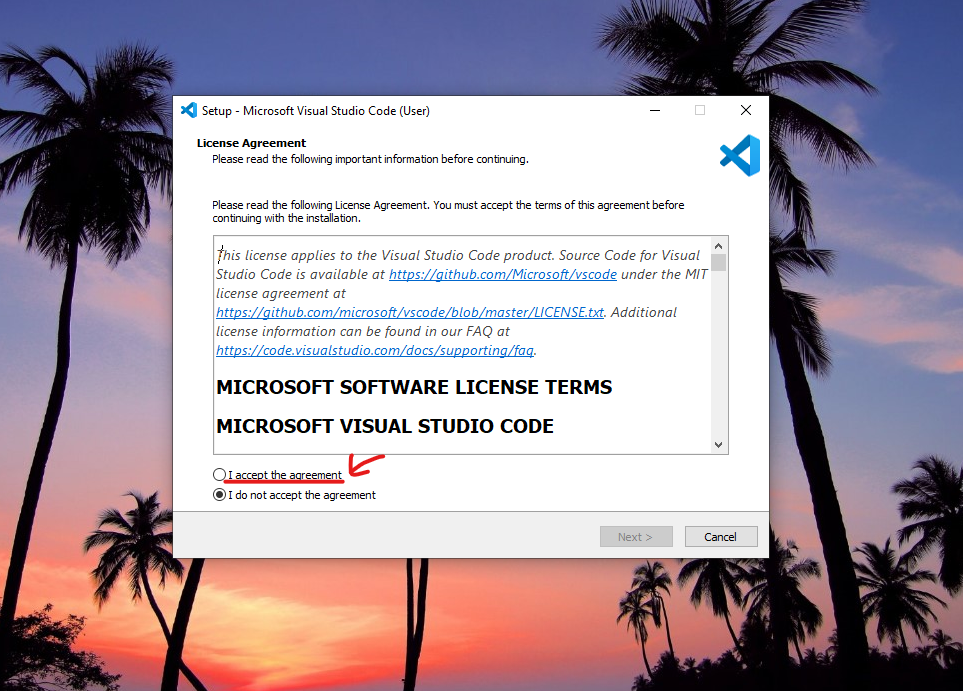 Setup - Microsoft Visual Studio Code (User)
License Agreement
Please read the following important information before continuing.
Please read the following License Agreement. You must accept the terms of this agreement before
continuing with the installation.
This license applies to the Visual Studio Code product. Source Code for Visual
Studio Code is available at https://github.com/Microsoft/vscode under the MIT
license agreement at
https://github.com/microsoft/vscode/blob/master/LICENSE.txt. Additional
license information can be found in our FAQ at
https://code.visualstudio.com/docs/supporting/faq.
MICROSOFT SOFTWARE LICENSE TERMS
MICROSOFT VISUAL STUDIO CODE
I accept the agreement
I do not accept the agreement
Next >
Cancel